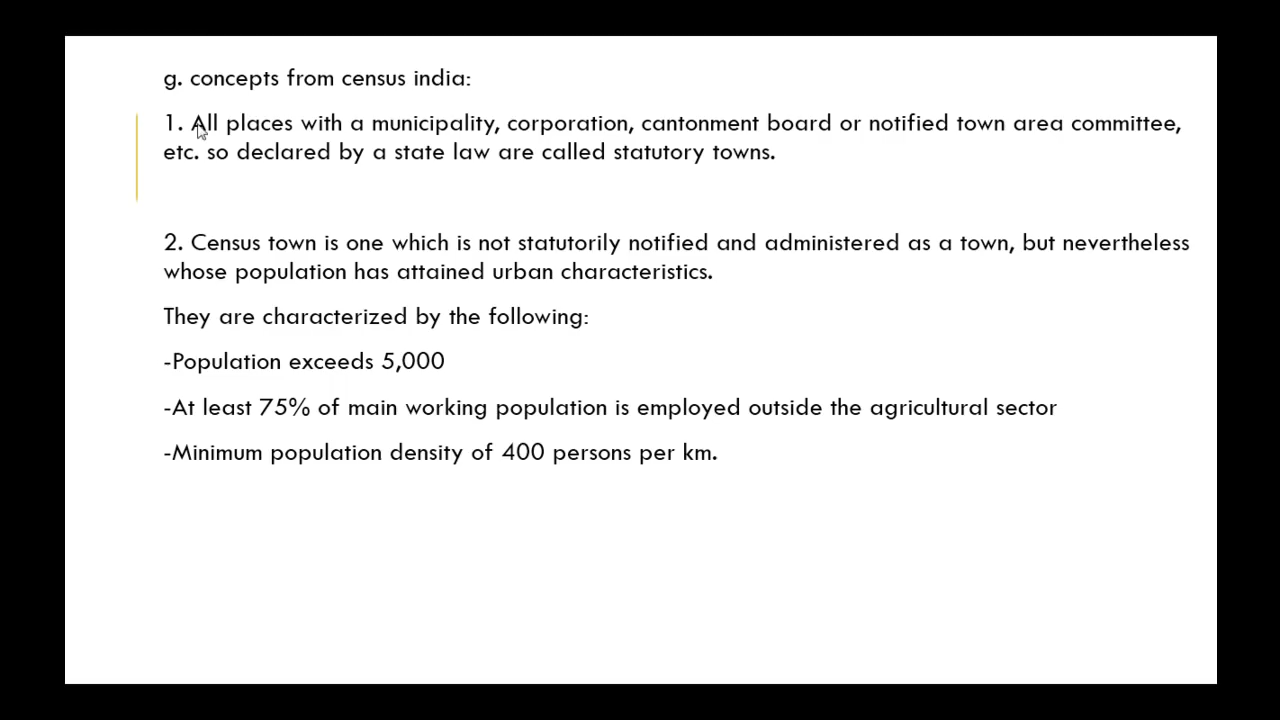 g. concepts from census india:
1. All places with a municipality, corporation, cantonment board or notified town area committee,
etc. so declared by a state law are called statutory towns.
2. Census town is one which is not statutorily notified and administered as a town, but nevertheless
whose population has attained urban characteristics.
They are characterized by the following:
-Population exceeds 5,000
-At least 75% of main working population is employed outside the agricultural sector
-Minimum population density of 400 persons per km.